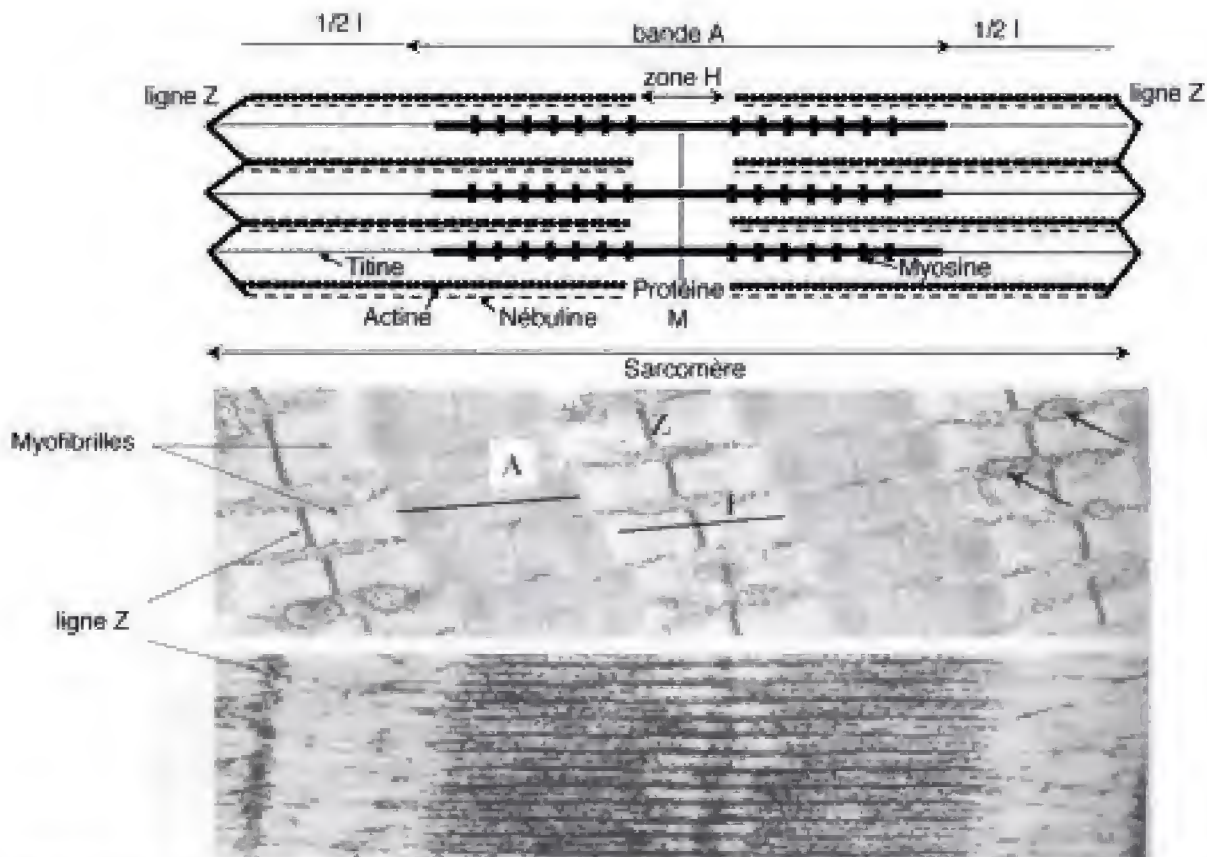 1/2 I bande A 1/2 I
zone H
ligne Z ligne Z
Titine Myosine
Actine Nébuline Protéine
M
Sarcomère
Myofibrilles
Z
A
I
ligne Z